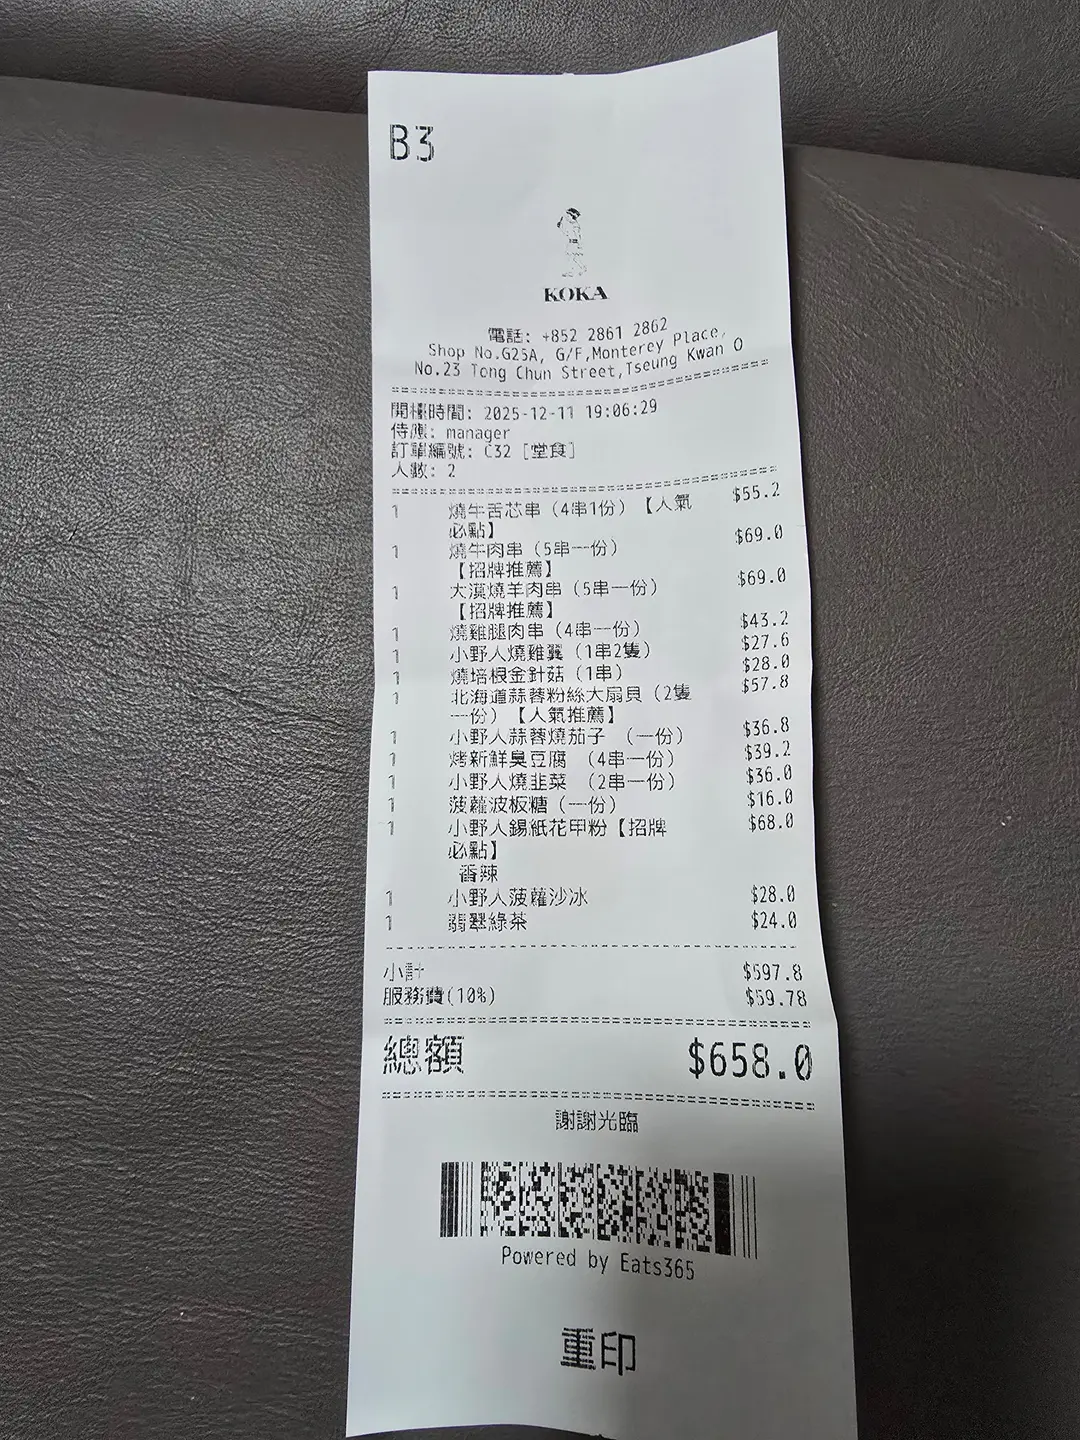 B3
KOKA
電話: +852 2861 2862
Shop No.G25A, G/F,Monterey Place,
No.23 Tong Chun Street,Tseung Kwan O
開檯時間: 2025-12-11 19:06:29
侍應: manager
訂單編號: C32 [堂食]
人數: 2
1 燒牛舌芯串（4串1份）【人氣 $55.2
必點】
1 燒牛肉串（5串一份） $69.0
【招牌推薦】
1 大漠燒羊肉串（5串一份） $69.0
【招牌推薦】
1 燒雞腿肉串（4串一份） $43.2
1 小野人燒雞翼（1串2隻） $27.6
1 燒培根金針菇（1串） $28.0
1 北海道蒜蓉粉絲大扇貝（2隻 $57.8
一份）【人氣推薦】
1 小野人蒜蓉燒茄子 （一份） $36.8
1 烤新鮮臭豆腐 （4串一份） $39.2
1 小野人燒韭菜 （2串一份） $36.0
1 菠蘿波板糖（一份） $16.0
1 小野人錫紙花甲粉【招牌 $68.0
必點】
香辣
1 小野人菠蘿沙冰 $28.0
1 翡翠綠茶 $24.0
小計 $597.8
服務費(10%) $59.78
總額 $658.0
謝謝光臨
Powered by Eats365
重印